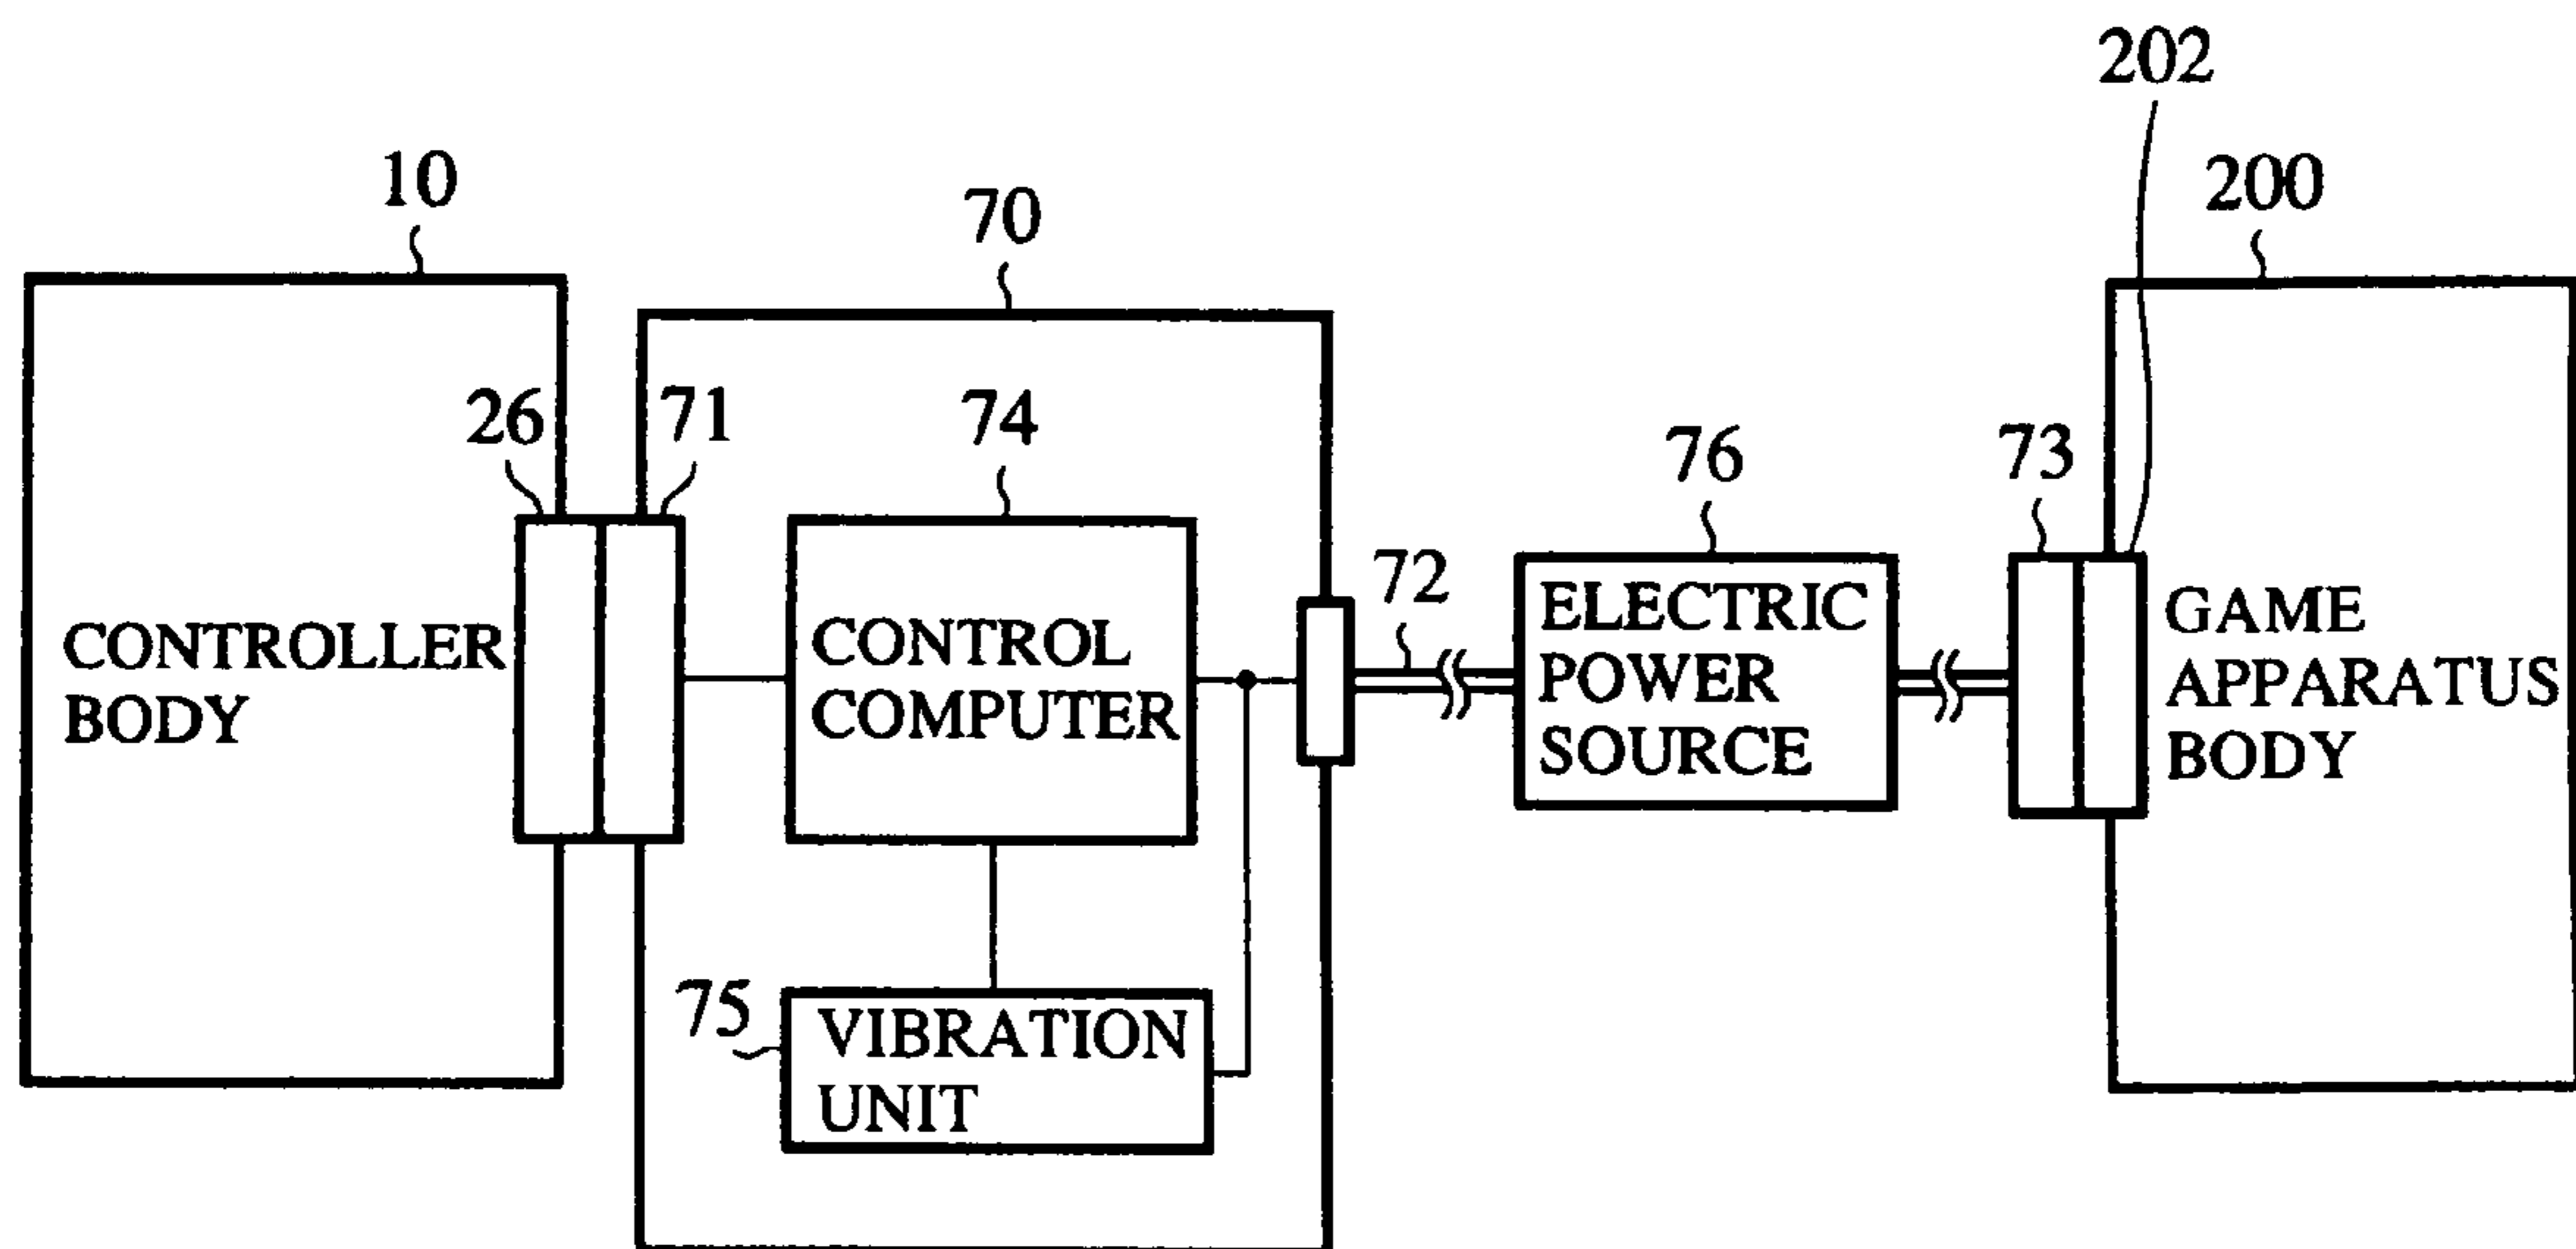 202
10
70
200
26
71
74
76
73
72
CONTROLLER
BODY
CONTROL
COMPUTER
ELECTRIC
POWER
SOURCE
GAME
APPARATUS
BODY
75
VIBRATION
UNIT